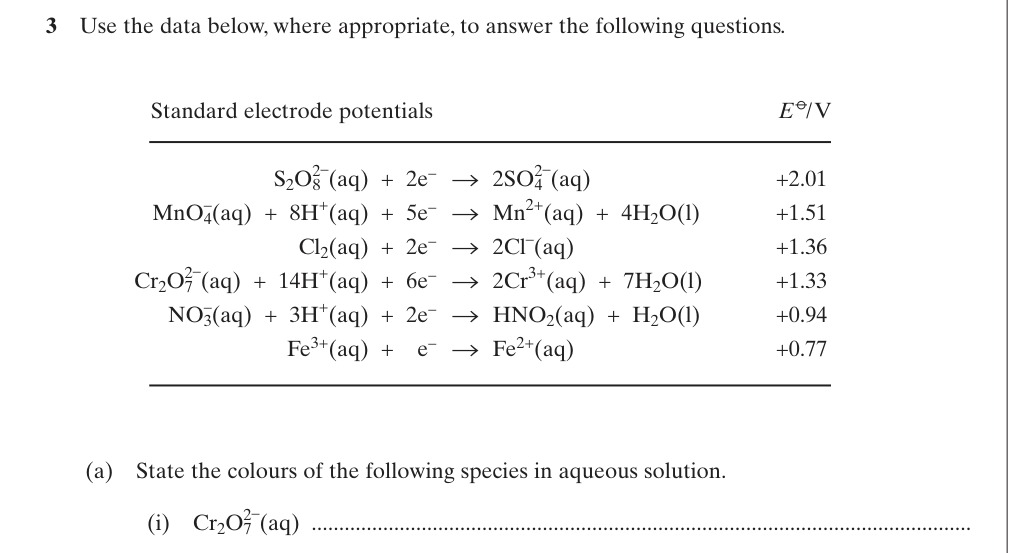 3 Use the data below, where appropriate, to answer the following questions.
Standard electrode potentials E⦵/V
S₂O₈²⁻(aq) + 2e⁻ → 2SO₄²⁻(aq) +2.01
MnO₄⁻(aq) + 8H⁺(aq) + 5e⁻ → Mn²⁺(aq) + 4H₂O(l) +1.51
Cl₂(aq) + 2e⁻ → 2Cl⁻(aq) +1.36
Cr₂O₇²⁻(aq) + 14H⁺(aq) + 6e⁻ → 2Cr³⁺(aq) + 7H₂O(l) +1.33
NO₃⁻(aq) + 3H⁺(aq) + 2e⁻ → HNO₂(aq) + H₂O(l) +0.94
Fe³⁺(aq) + e⁻ → Fe²⁺(aq) +0.77
(a) State the colours of the following species in aqueous solution.
(i) Cr₂O₇²⁻(aq) ........................................................................................................................